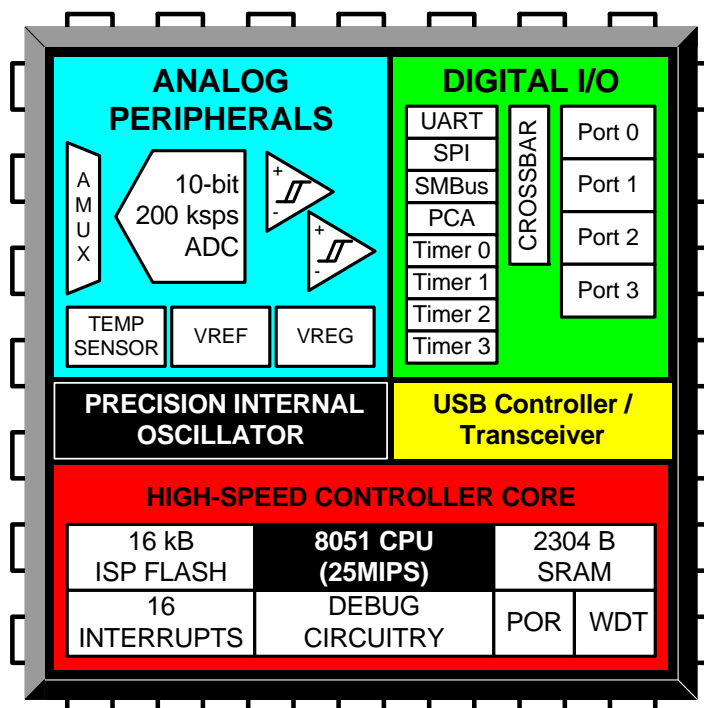 ANALOG
PERIPHERALS
A
M
U
X
10-bit
200 ksps
ADC
+
-
+
-
TEMP
SENSOR
VREF
VREG
DIGITAL I/O
UART
SPI
SMBus
PCA
Timer 0
Timer 1
Timer 2
Timer 3
CROSSBAR
Port 0
Port 1
Port 2
Port 3
PRECISION INTERNAL
OSCILLATOR
USB Controller /
Transceiver
HIGH-SPEED CONTROLLER CORE
16 kB
ISP FLASH
8051 CPU
(25MIPS)
2304 B
SRAM
16
INTERRUPTS
DEBUG
CIRCUITRY
POR
WDT